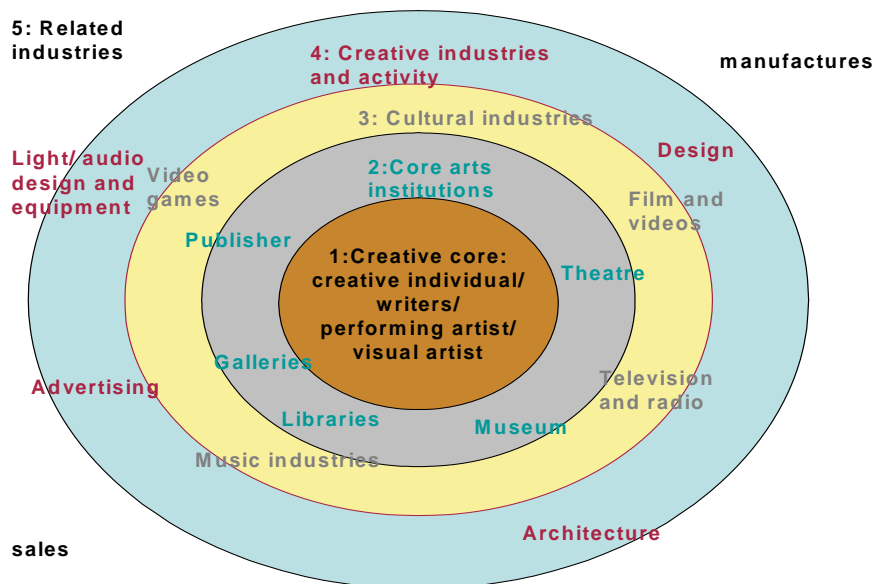 5: Related
industries
4: Creative industries
and activity
manufactures
3: Cultural industries
Light/ audio
design and
equipment
Video
games
2:Core arts
institutions
Design
Film and
videos
Publisher
1:Creative core:
creative individual/
writers/
performing artist/
visual artist
Theatre
Galleries
Advertising
Television
and radio
Libraries
Museum
Music industries
Architecture
sales